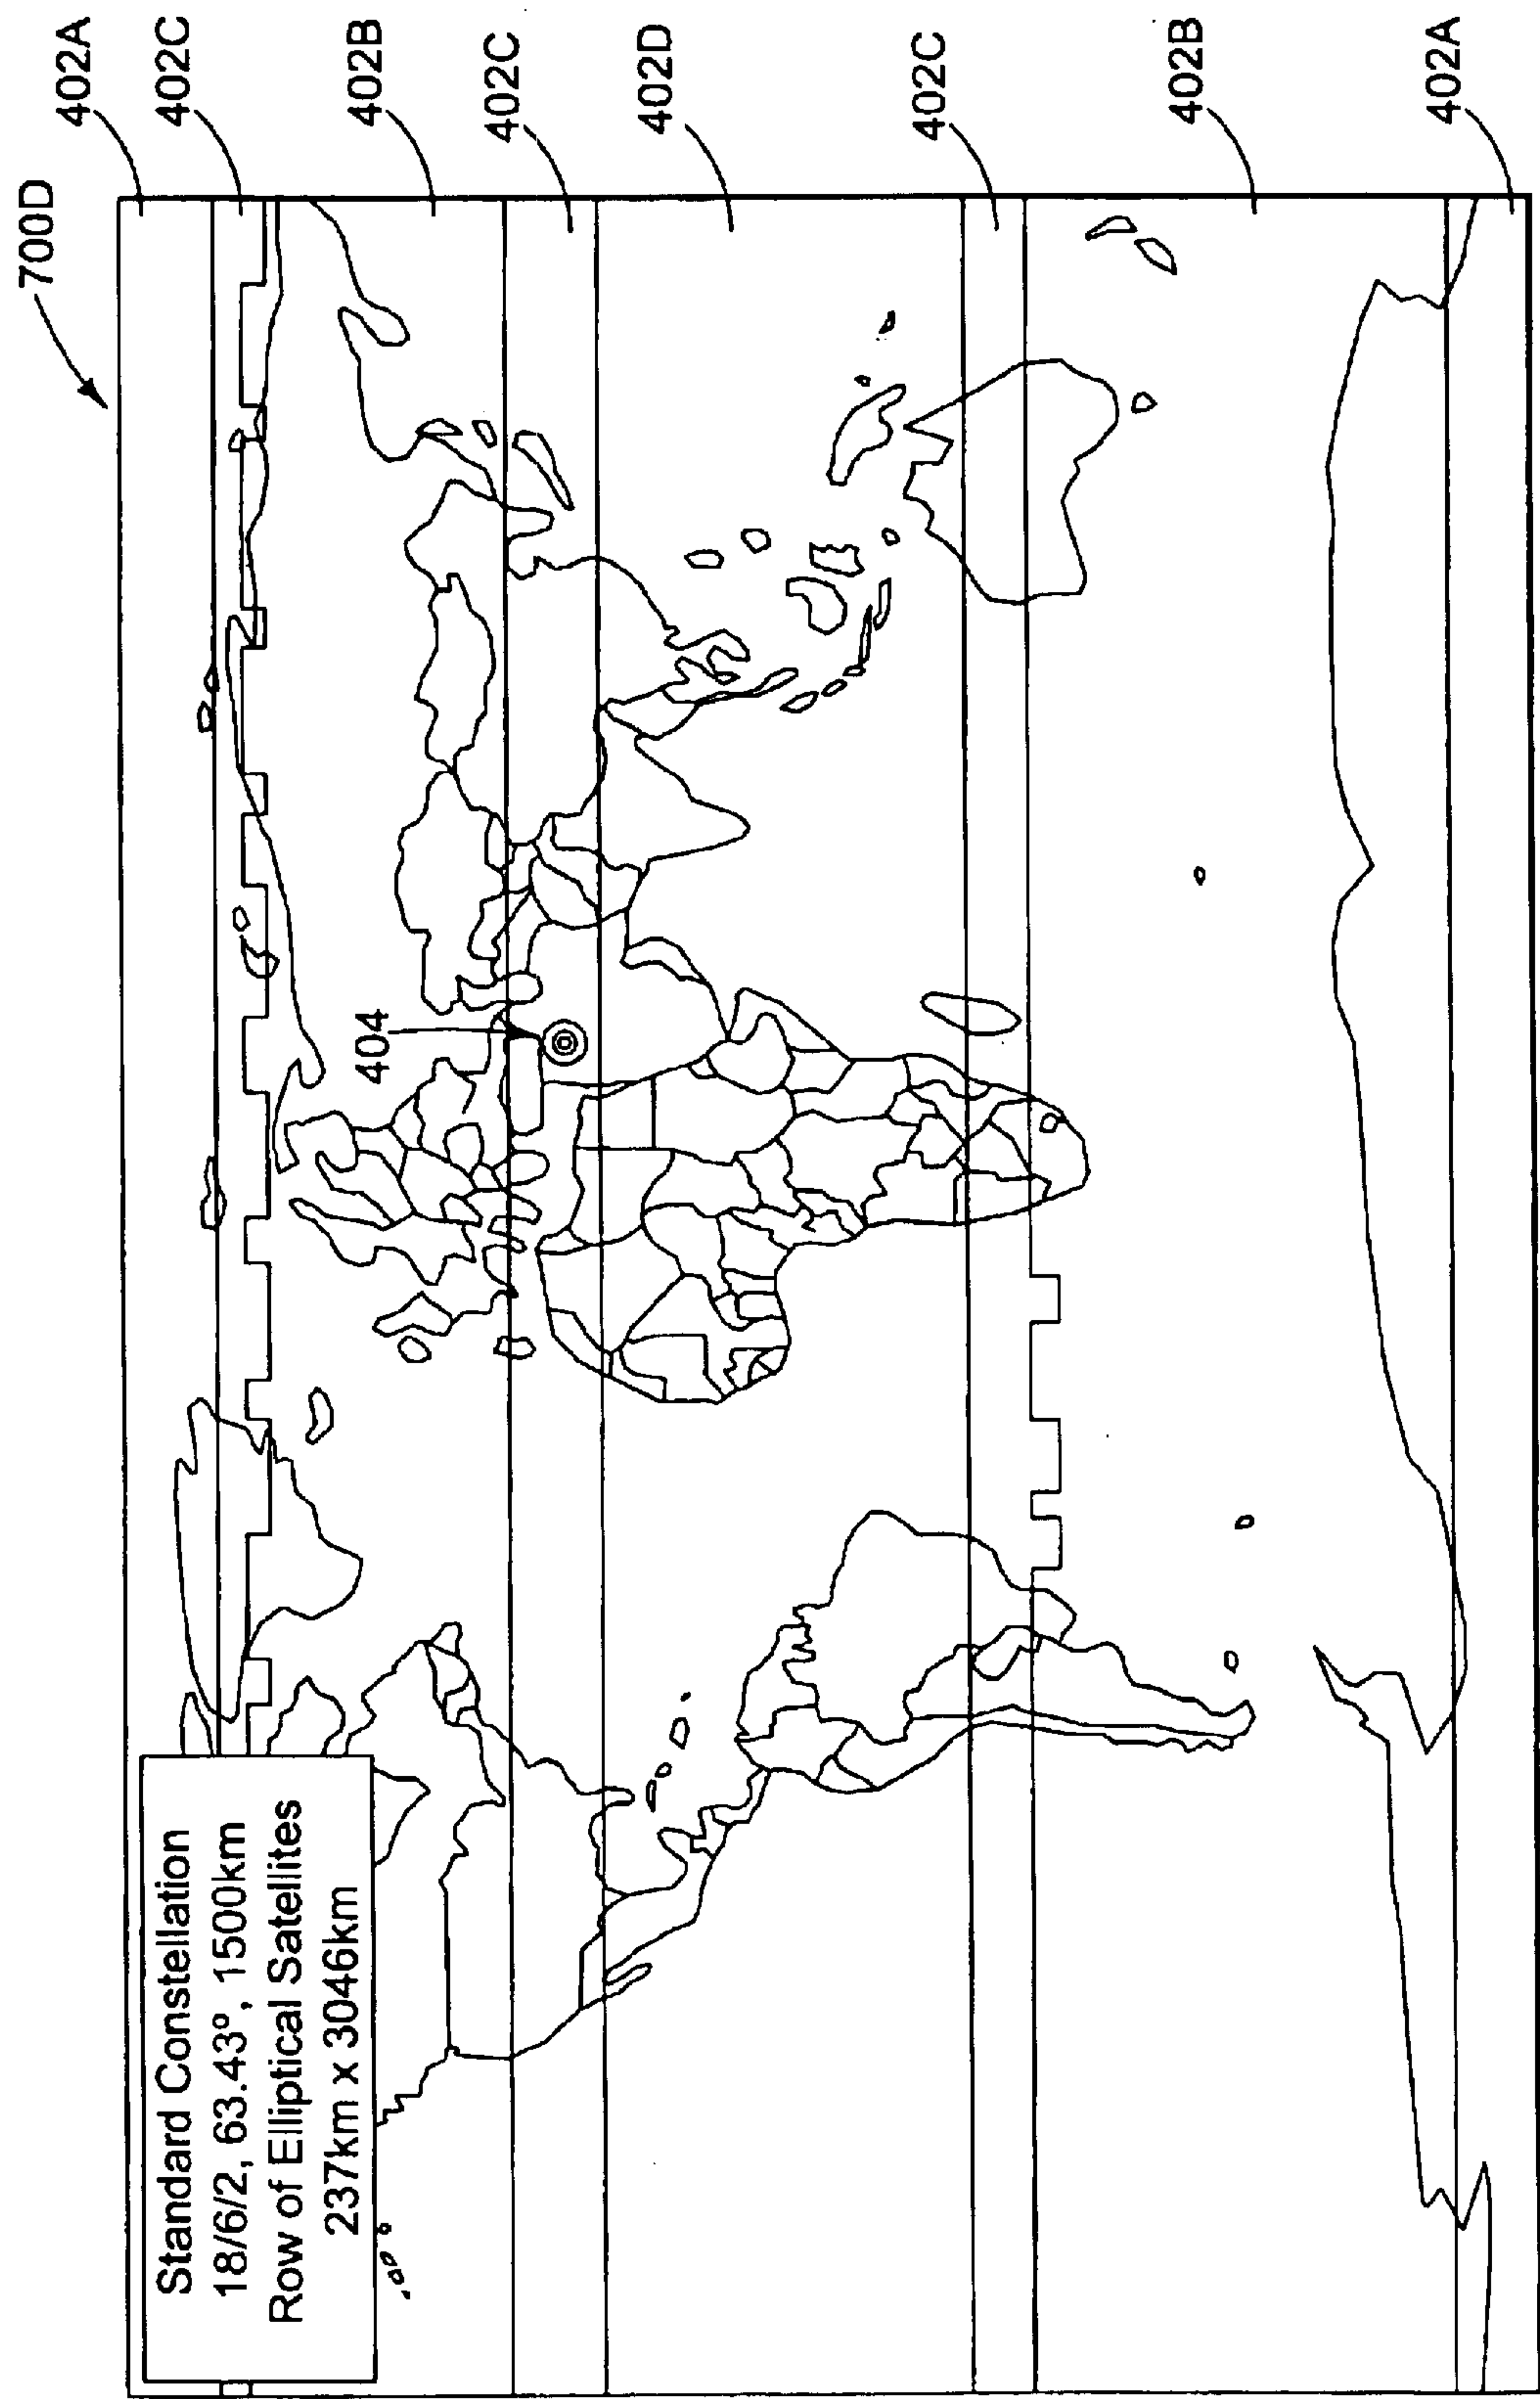 700D
402A
402C
402B
402C
402D
402C
402B
402A
404
Standard Constellation
18/6/2, 63.43°, 1500km
Row of Elliptical Satellites
237km x 3046km